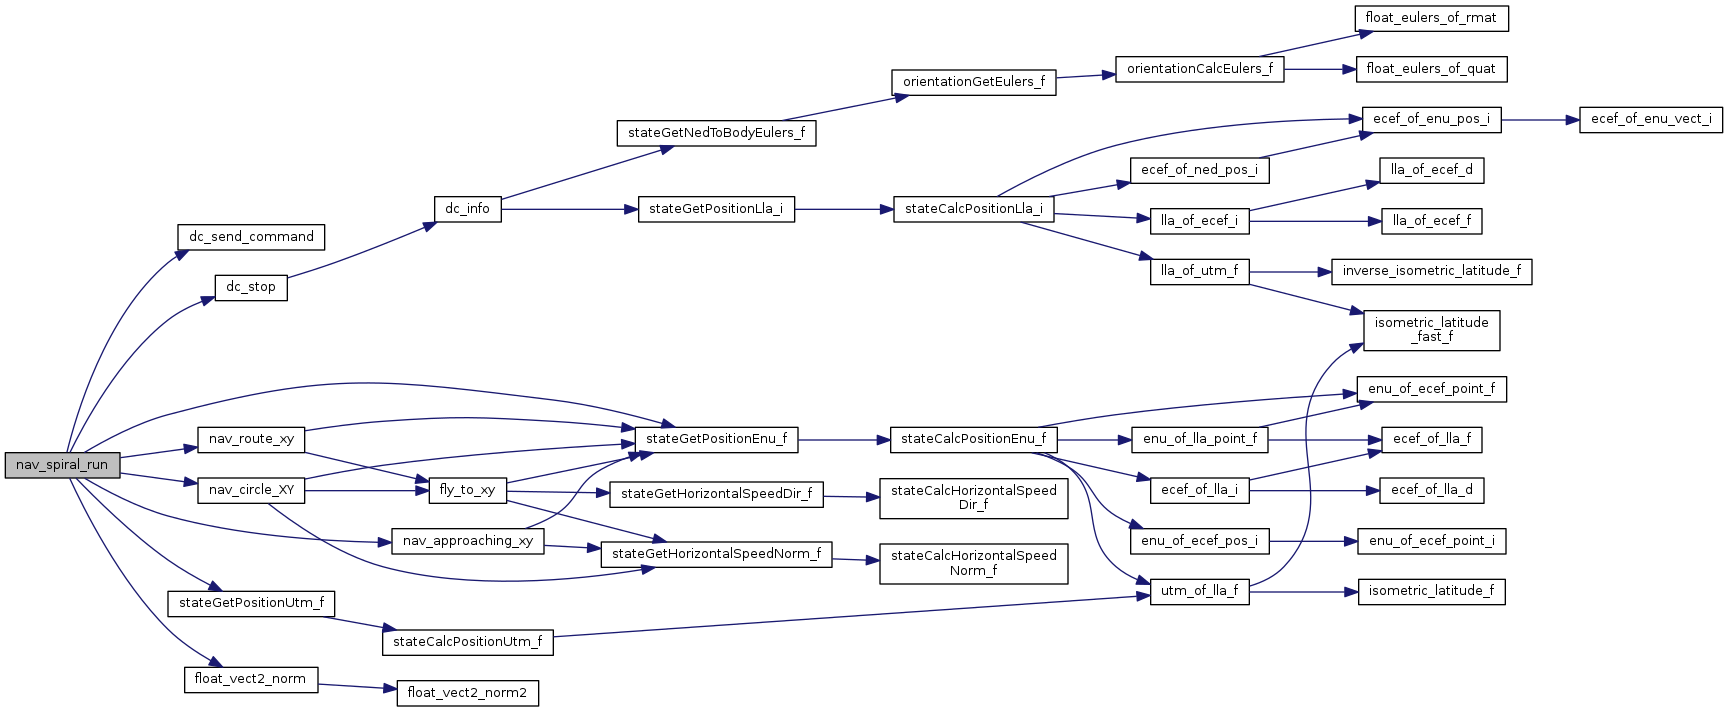 nav_spiral_run
dc_send_command
dc_stop
nav_route_xy
nav_circle_XY
stateGetPositionUtm_f
float_vect2_norm
dc_info
fly_to_xy
nav_approaching_xy
stateCalcPositionUtm_f
float_vect2_norm2
stateGetNedToBodyEulers_f
stateGetPositionLla_i
stateGetPositionEnu_f
stateGetHorizontalSpeedDir_f
stateGetHorizontalSpeedNorm_f
orientationGetEulers_f
stateCalcPositionLla_i
stateCalcPositionEnu_f
stateCalcHorizontalSpeed
Dir_f
stateCalcHorizontalSpeed
Norm_f
orientationCalcEulers_f
ecef_of_ned_pos_i
lla_of_ecef_i
lla_of_utm_f
enu_of_lla_point_f
ecef_of_lla_i
enu_of_ecef_pos_i
utm_of_lla_f
float_eulers_of_rmat
float_eulers_of_quat
ecef_of_enu_pos_i
lla_of_ecef_d
lla_of_ecef_f
inverse_isometric_latitude_f
isometric_latitude
_fast_f
enu_of_ecef_point_f
ecef_of_lla_f
ecef_of_lla_d
enu_of_ecef_point_i
isometric_latitude_f
ecef_of_enu_vect_i